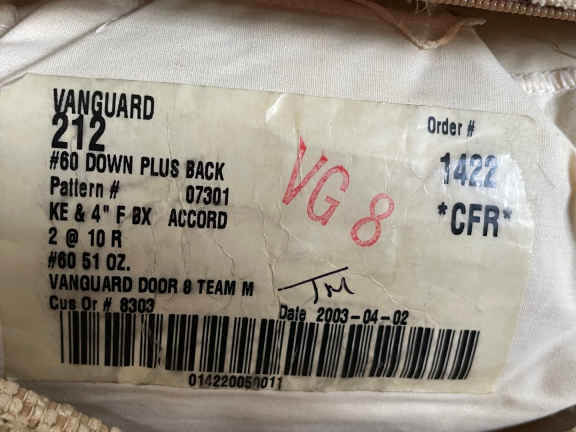 VANGUARD
212
#60 DOWN PLUS BACK
Pattern # 07301
KE & 4" F BX ACCORD
2 @ 10 R
#60 51 OZ.
VANGUARD DOOR 8 TEAM M
Cus Or # 8303
Order #
1422
*CFR*
VG 8
TM
Date 2003-04-02
014220050011